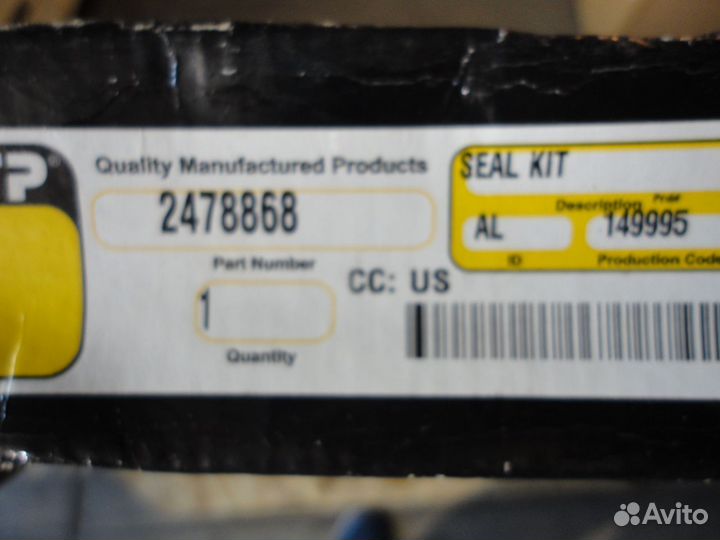 TP®
Quality Manufactured Products
2478868
Part Number
1
Quantity
CC: US
SEAL KIT
Description
AL
149995
ID
Production Code
Avito